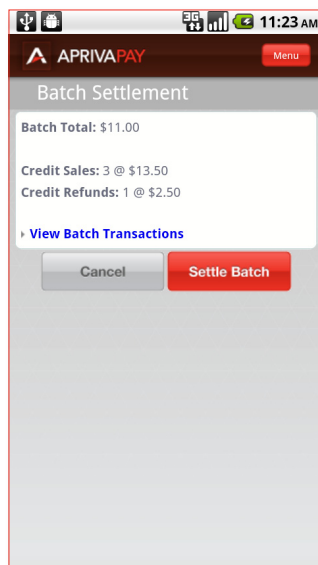 3G 11:23 AM
APRIVAPAY Menu
Batch Settlement
Batch Total: $11.00
Credit Sales: 3 @ $13.50
Credit Refunds: 1 @ $2.50
View Batch Transactions
Cancel Settle Batch